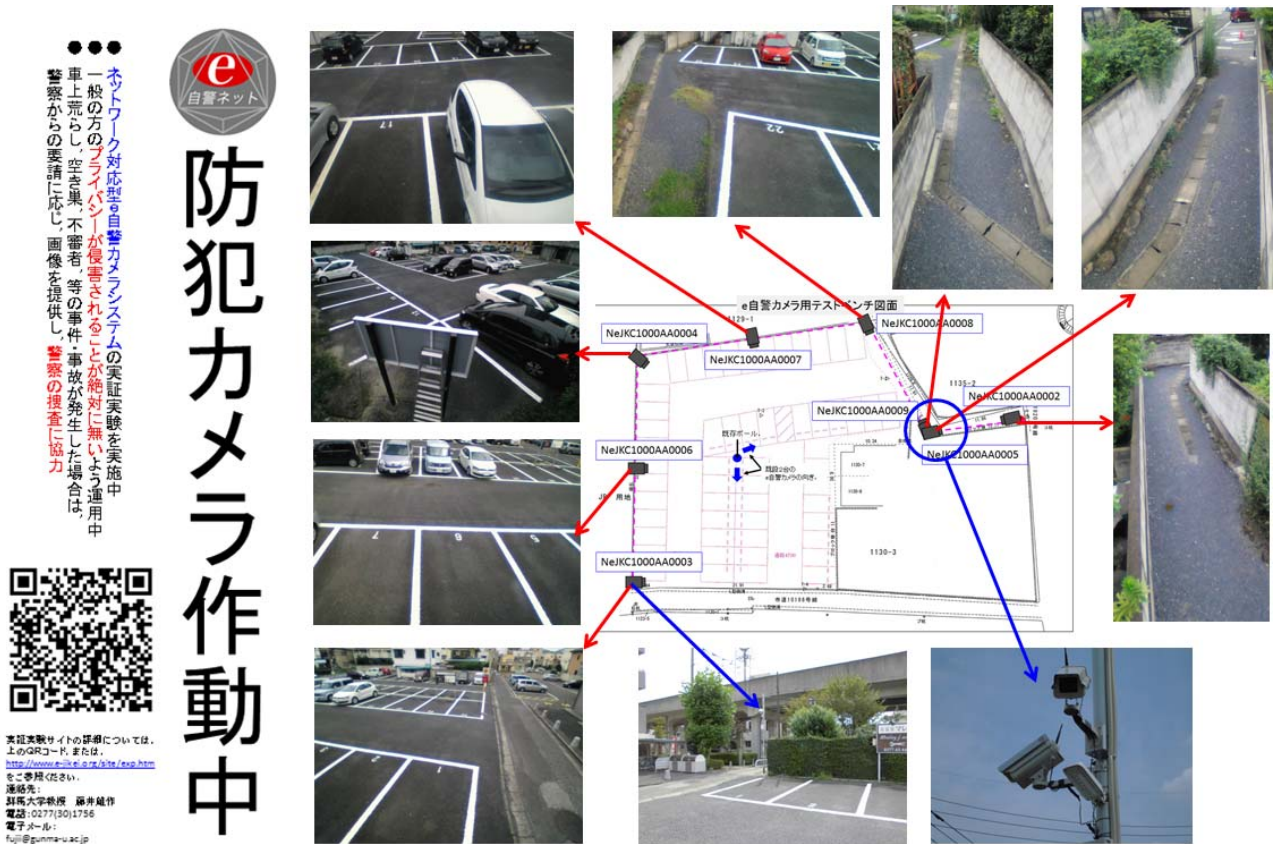 ● ネットワーク対応型e自警カメラシステムの実証実験を実施中
● 一般の方のプライバシーが侵害されることが絶対に無いよう運用中
● 車上荒らし、空き巣、不審者、等の事件・事故が発生した場合は、
警察からの要請に応じ、画像を提供し、警察の捜査に協力
e
自警ネット
防犯カメラ作動中
実証実験サイトの詳細については、
上のQRコード、または、
http://www.e-jikei.org/site/exp.htm
をご参照ください.
連絡先:
群馬大学教授 藤井雄作
電話:0277(30)1756
電子メール:
fujii@gunma-u.ac.jp
17
22
7
6
5
e自警カメラ用テストベンチ図面
1129-1
NeJKC1000AA0004
NeJKC1000AA0008
NeJKC1000AA0007
1135-2
NeJKC1000AA0002
NeJKC1000AA0009
既存ポール。
NeJKC1000AA0006
NeJKC1000AA0005
既設2台の
e自警カメラの向き。
1130-3
NeJKC1000AA0003